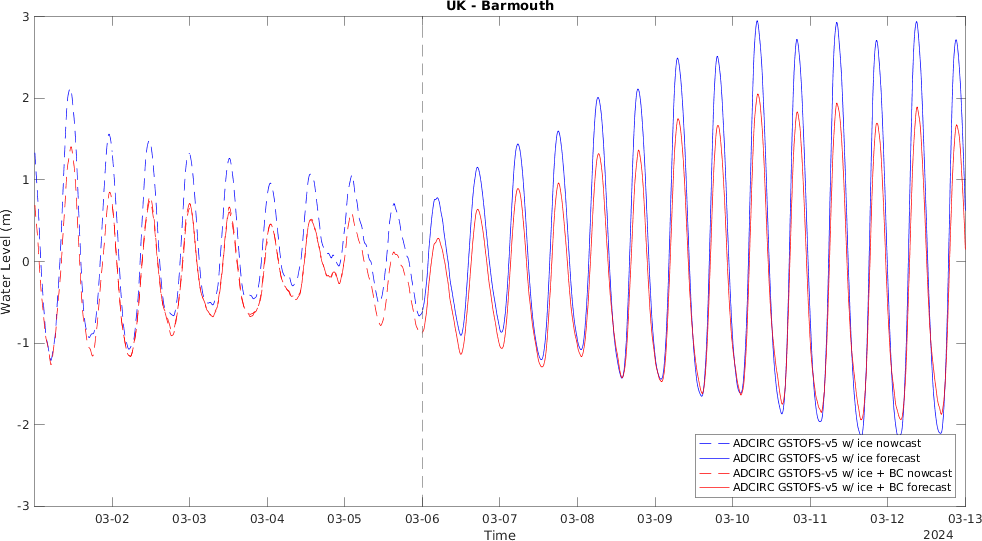 UK - Barmouth
3
2
1
0
-1
-2
-3
Water Level (m)
ADCIRC GSTOFS-v5 w/ ice nowcast
ADCIRC GSTOFS-v5 w/ ice forecast
ADCIRC GSTOFS-v5 w/ ice + BC nowcast
ADCIRC GSTOFS-v5 w/ ice + BC forecast
03-02 03-03 03-04 03-05 03-06 03-07 03-08 03-09 03-10 03-11 03-12 03-13
Time
2024